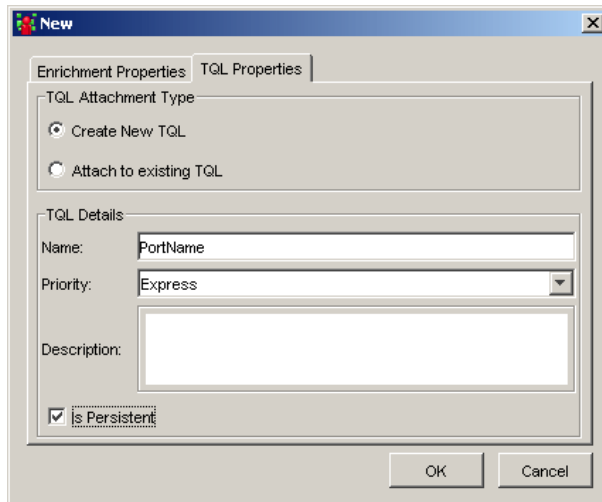 New
Enrichment Properties TQL Properties
TQL Attachment Type
Create New TQL
Attach to existing TQL
TQL Details
Name: PortName
Priority: Express
Description:
Is Persistent
OK Cancel